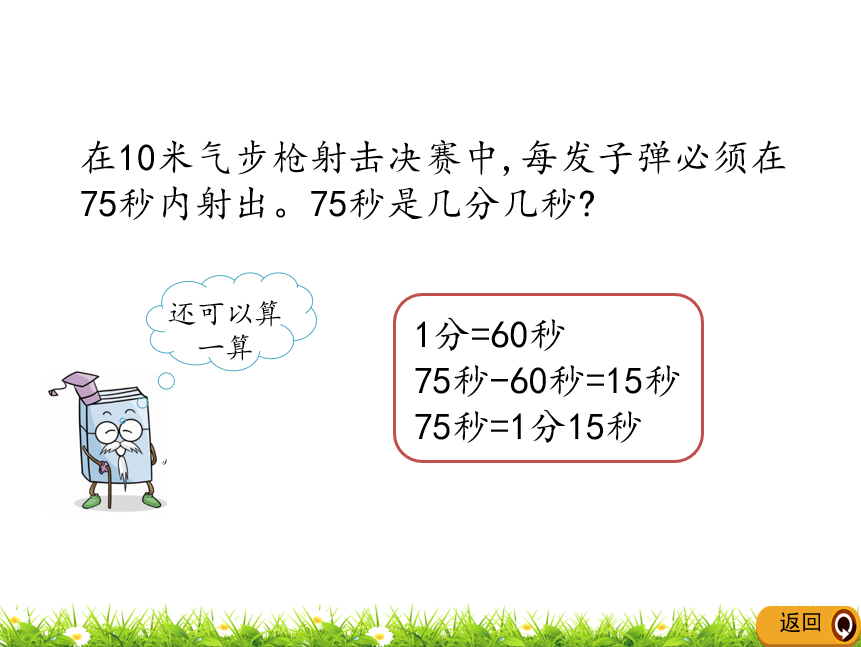 在10米气步枪射击决赛中,每发子弹必须在
75秒内射出。75秒是几分几秒?
还可以算
一算
1分=60秒
75秒-60秒=15秒
75秒=1分15秒
返回